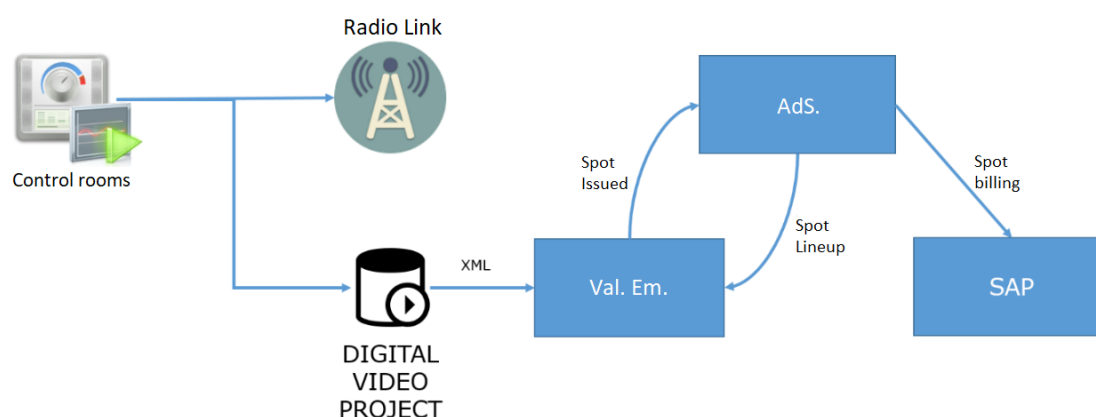 Radio Link
Control rooms
AdS.
Spot
Issued
Spot
billing
Spot
Lineup
XML
Val. Em.
SAP
DIGITAL
VIDEO
PROJECT